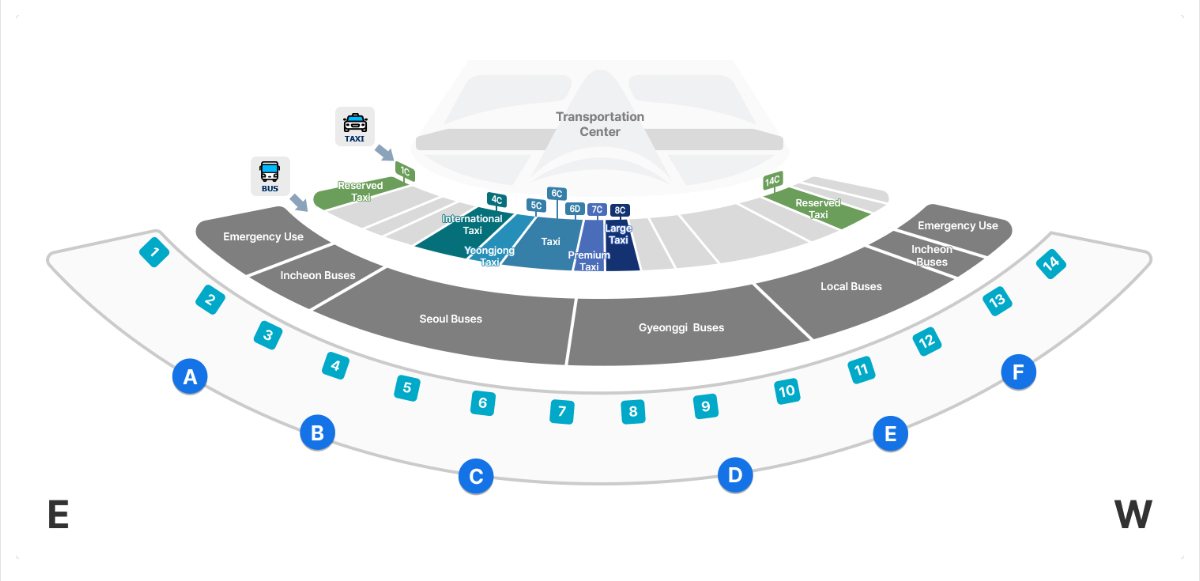 Transportation
Center
TAXI
BUS
1C
14C
Reserved
Taxi
4C
5C
6C
6D
7C
8C
International
Taxi
Yeongjong
Taxi
Taxi
Premium
Taxi
Large
Taxi
Reserved
Taxi
Emergency Use
Incheon Buses
Seoul Buses
Gyeonggi Buses
Local Buses
Incheon
Buses
Emergency Use
1
2
3
4
5
6
7
8
9
10
11
12
13
14
A
B
C
D
E
F
E
W